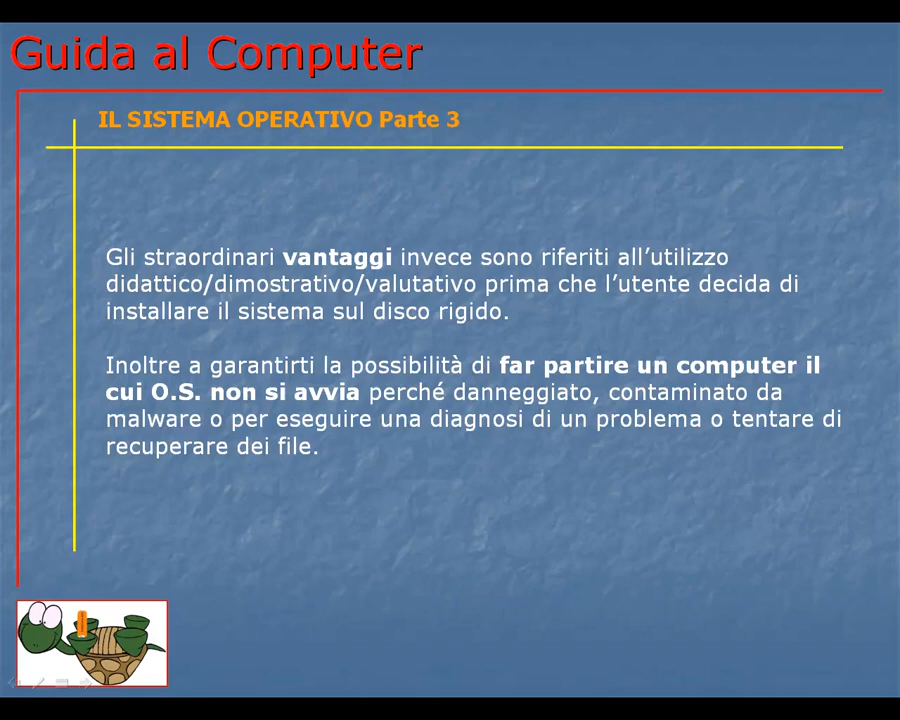 Guida al Computer
IL SISTEMA OPERATIVO Parte 3
Gli straordinari vantaggi invece sono riferiti all’utilizzo
didattico/dimostrativo/valutativo prima che l’utente decida di
installare il sistema sul disco rigido.
Inoltre a garantirti la possibilità di far partire un computer il
cui O.S. non si avvia perché danneggiato, contaminato da
malware o per eseguire una diagnosi di un problema o tentare di
recuperare dei file.